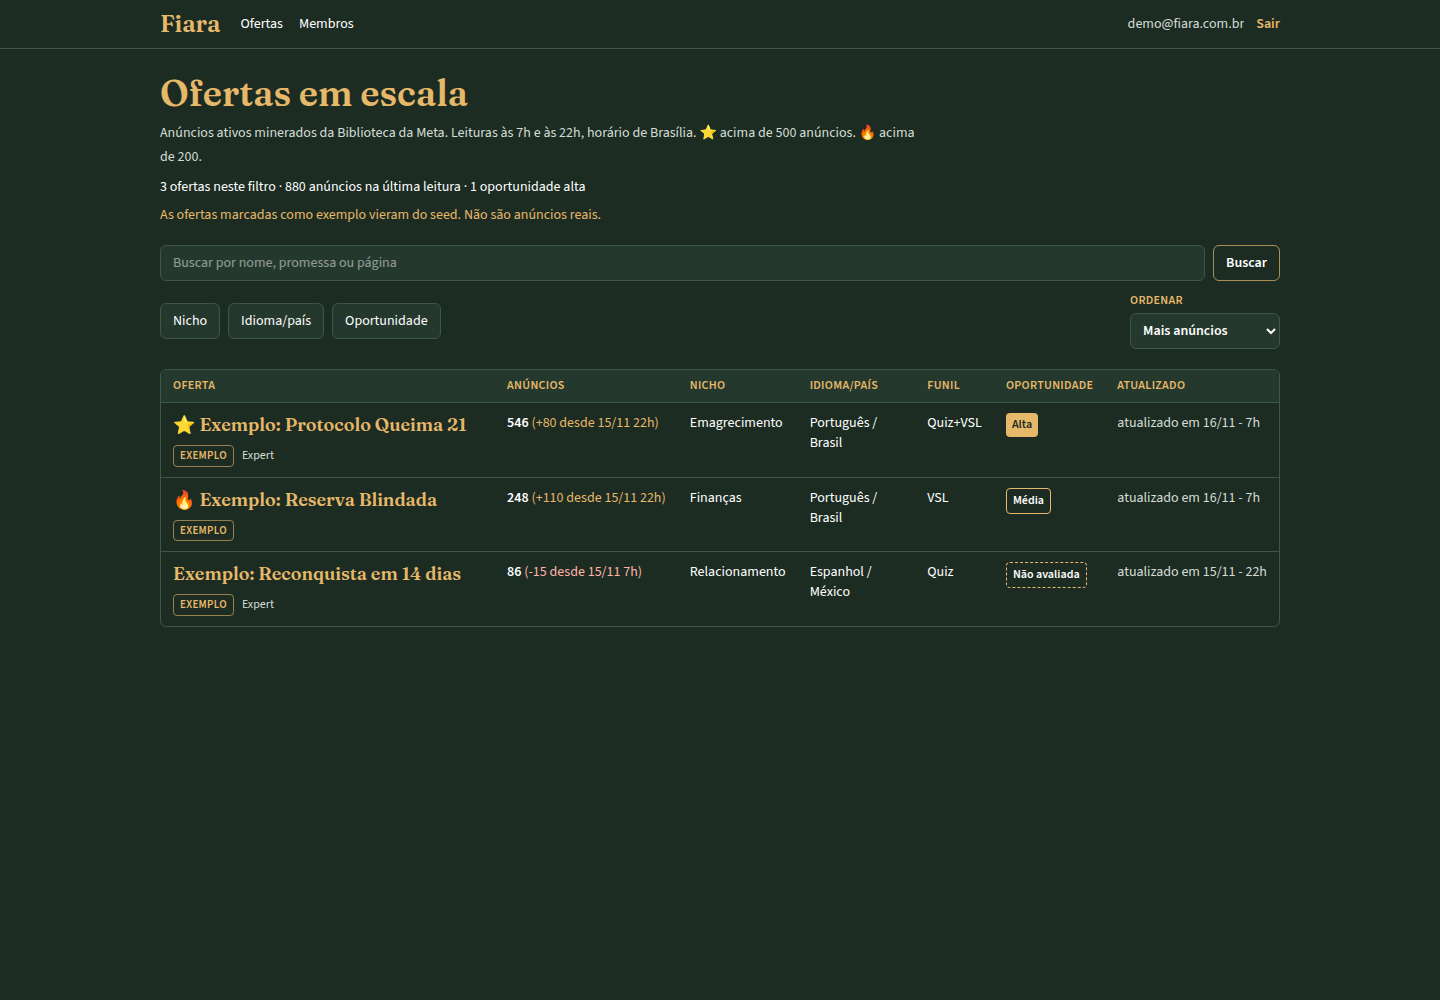 Fiara Ofertas Membros demo@fiara.com.br Sair
Ofertas em escala
Anúncios ativos minerados da Biblioteca da Meta. Leituras às 7h e às 22h, horário de Brasília. ⭐ acima de 500 anúncios. 🔥 acima
de 200.
3 ofertas neste filtro · 880 anúncios na última leitura · 1 oportunidade alta
As ofertas marcadas como exemplo vieram do seed. Não são anúncios reais.
Buscar por nome, promessa ou página Buscar
ORDENAR
Nicho Idioma/país Oportunidade Mais anúncios
OFERTA ANÚNCIOS NICHO IDIOMA/PAÍS FUNIL OPORTUNIDADE ATUALIZADO
⭐ Exemplo: Protocolo Queima 21 546 (+80 desde 15/11 22h) Emagrecimento Português / Quiz+VSL Alta atualizado em 16/11 - 7h
Brasil
EXEMPLO Expert
🔥 Exemplo: Reserva Blindada 248 (+110 desde 15/11 22h) Finanças Português / VSL Média atualizado em 16/11 - 7h
Brasil
EXEMPLO
Exemplo: Reconquista em 14 dias 86 (-15 desde 15/11 7h) Relacionamento Espanhol / Quiz Não avaliada atualizado em 15/11 - 22h
México
EXEMPLO Expert